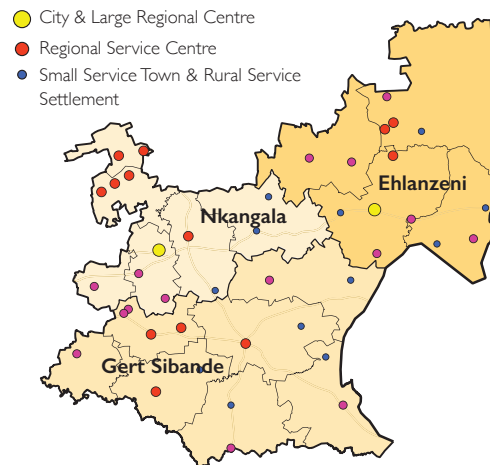 City & Large Regional Centre
Regional Service Centre
Small Service Town & Rural Service
Settlement
Ehlanzeni
Nkangala
Gert Sibande